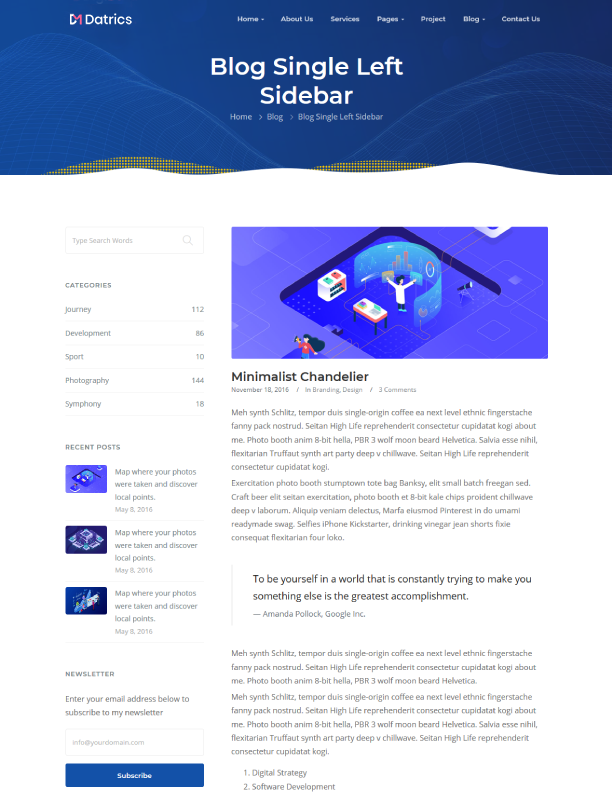 Datrics
Home
About Us
Services
Pages
Project
Blog
Contact Us
Blog Single Left
Sidebar
Home > Blog > Blog Single Left Sidebar
Type Search Words
CATEGORIES
Journey 112
Development 86
Sport 10
Photography 144
Symphony 18
RECENT POSTS
Map where your photos
were taken and discover
local points.
May 8, 2016
Map where your photos
were taken and discover
local points.
May 8, 2016
Map where your photos
were taken and discover
local points.
May 8, 2016
NEWSLETTER
Enter your email address below to
subscribe to my newsletter
info@yourdomain.com
Subscribe
Minimalist Chandelier
November 18, 2016 / In Branding, Design / 3 Comments
Meh synth Schlitz, tempor duis single-origin coffee ea next level ethnic fingerstache
fanny pack nostrud. Seitan High Life reprehenderit consectetur cupidatat kogi about
me. Photo booth anim 8-bit hella, PBR 3 wolf moon beard Helvetica. Salvia esse nihil,
flexitarian Truffaut synth art party deep v chillwave. Seitan High Life reprehenderit
consectetur cupidatat kogi.
Exercitation photo booth stumptown tote bag Banksy, elit small batch freegan sed.
Craft beer elit seitan exercitation, photo booth et 8-bit kale chips proident chillwave
deep v laborum. Aliquip veniam delectus, Marfa eiusmod Pinterest in do umami
readymade swag. Selfies iPhone Kickstarter, drinking vinegar jean shorts fixie
consequat flexitarian four loko.
To be yourself in a world that is constantly trying to make you
something else is the greatest accomplishment.
— Amanda Pollock, Google Inc.
Meh synth Schlitz, tempor duis single-origin coffee ea next level ethnic fingerstache
fanny pack nostrud. Seitan High Life reprehenderit consectetur cupidatat kogi about
me. Photo booth anim 8-bit hella, PBR 3 wolf moon beard Helvetica.
Meh synth Schlitz, tempor duis single-origin coffee ea next level ethnic fingerstache
fanny pack nostrud. Seitan High Life reprehenderit consectetur cupidatat kogi about
me. Photo booth anim 8-bit hella, PBR 3 wolf moon beard Helvetica. Salvia esse nihil,
flexitarian Truffaut synth art party deep v chillwave. Seitan High Life reprehenderit
consectetur cupidatat kogi.
1. Digital Strategy
2. Software Development